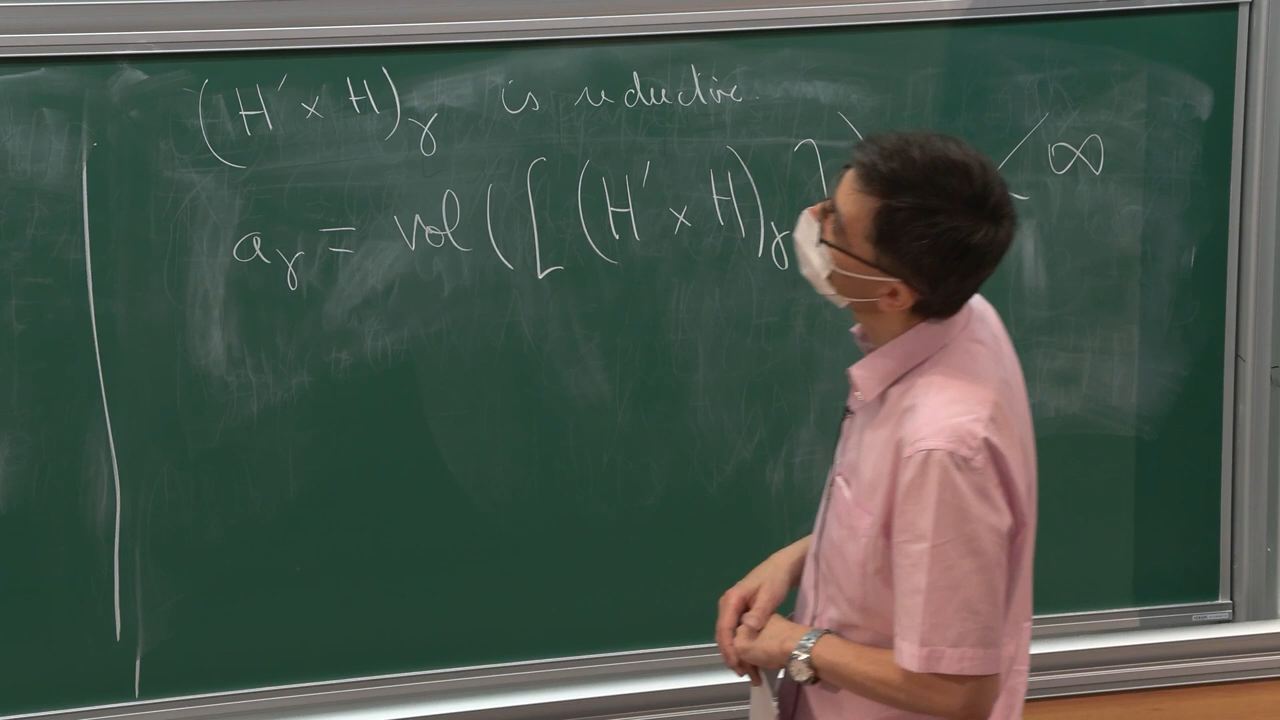 (H' × H)_γ is reductive.
a_γ = vol([(H' × H)_γ ]) < ∞